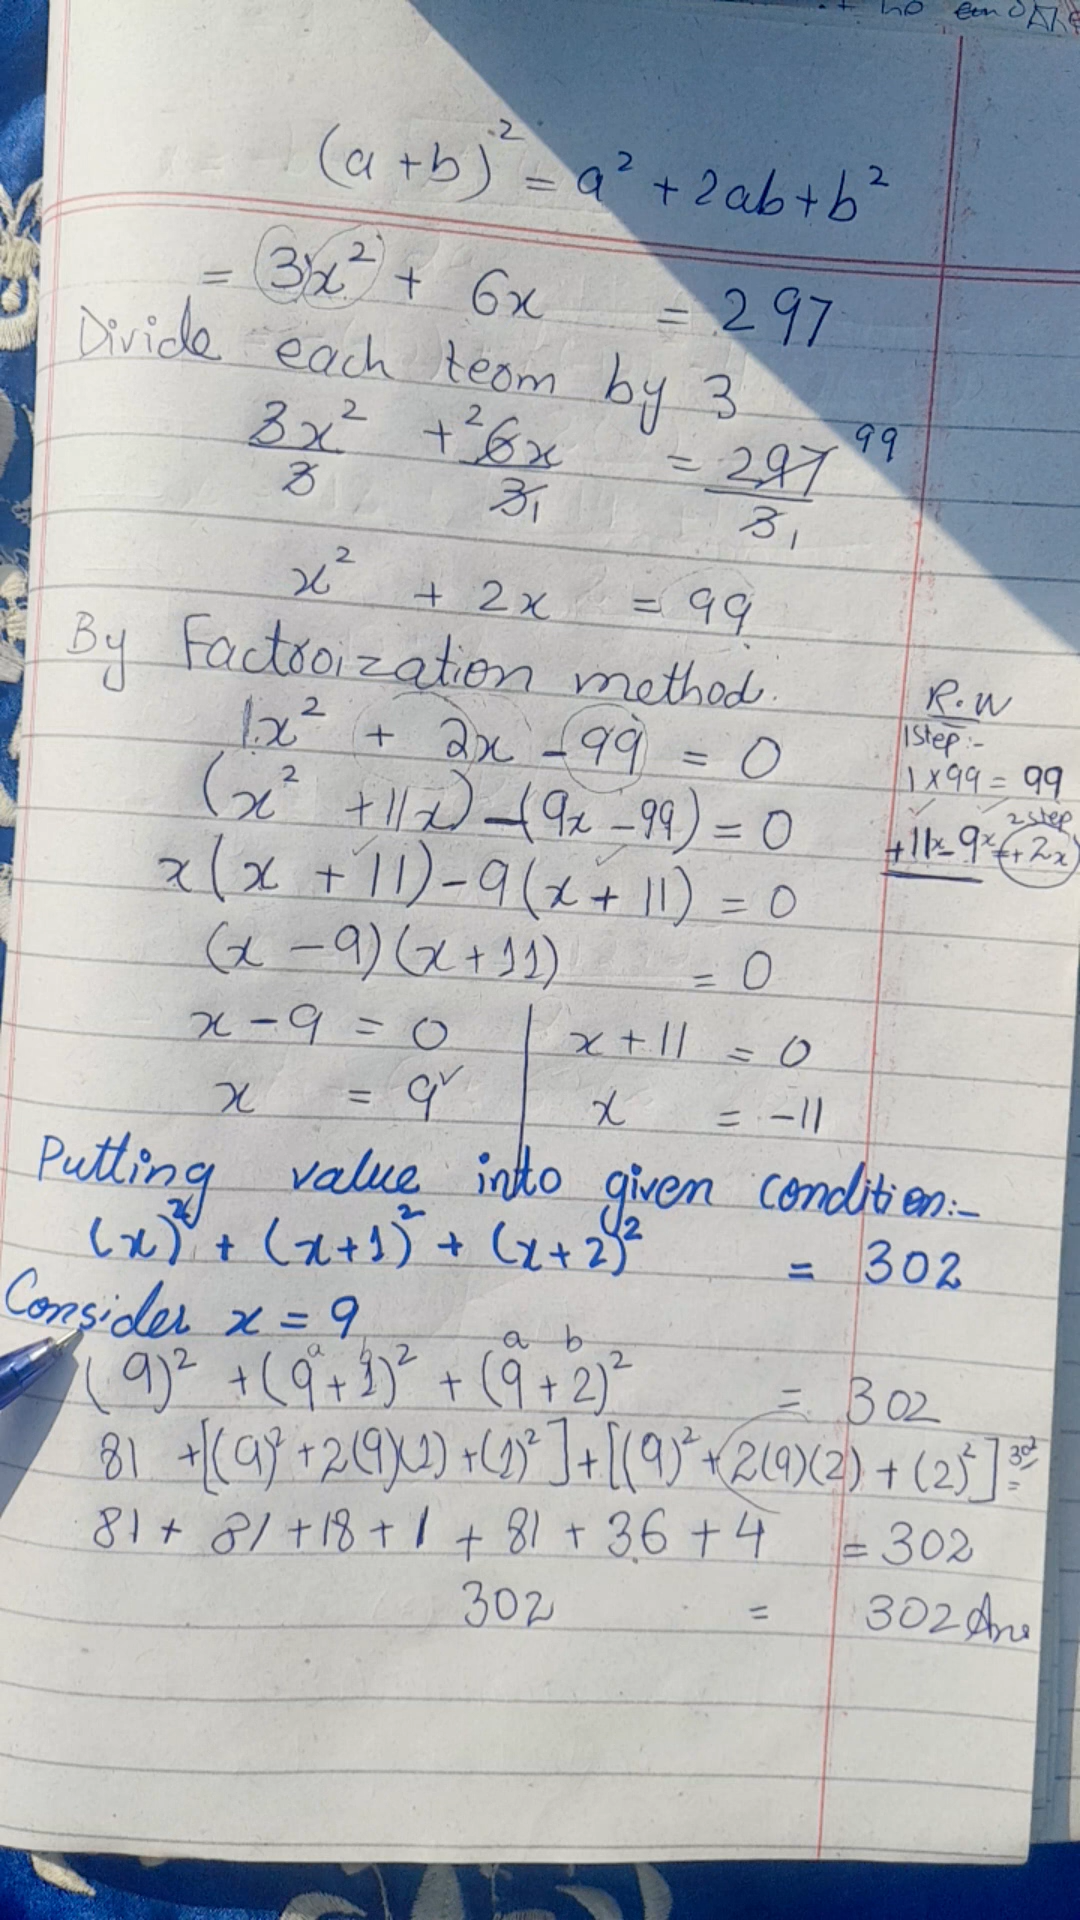 (a+b)² = a² + 2ab + b²
= 3x² + 6x = 297
Divide each teom by 3
3x²/3 + ²6x/3₁ = 297/3₁ 99
x² + 2x = 99
By Factroization method.
1x² + 2x - 99 = 0
R.W
1step:-
(x² + 11x) - (9x - 99) = 0
1 x 99 = 99
2step
+11x - 9x = +2x
x(x + 11) - 9(x + 11) = 0
(x - 9)(x + 11) = 0
x - 9 = 0 | x + 11 = 0
x = 9 | x = -11
Putting value into given condition:-
(x)² + (x+1)² + (x+2)² = 302
Consider x = 9
a b a b
(9)² + (9+1)² + (9+2)² = 302
81 + [(9)² + 2(9)(1) + (1)²] + [(9)² + 2(9)(2) + (2)²] = 302
81 + 81 + 18 + 1 + 81 + 36 + 4 = 302
302 = 302 Ans